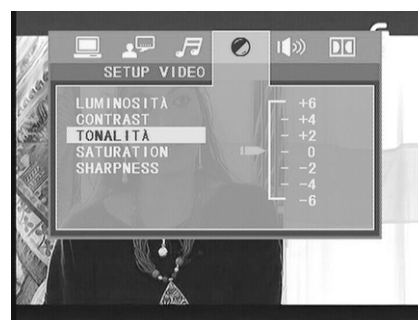 SETUP VIDEO
LUMINOSITÀ
CONTRAST
TONALITÀ
SATURATION
SHARPNESS
+6
+4
+2
0
-2
-4
-6